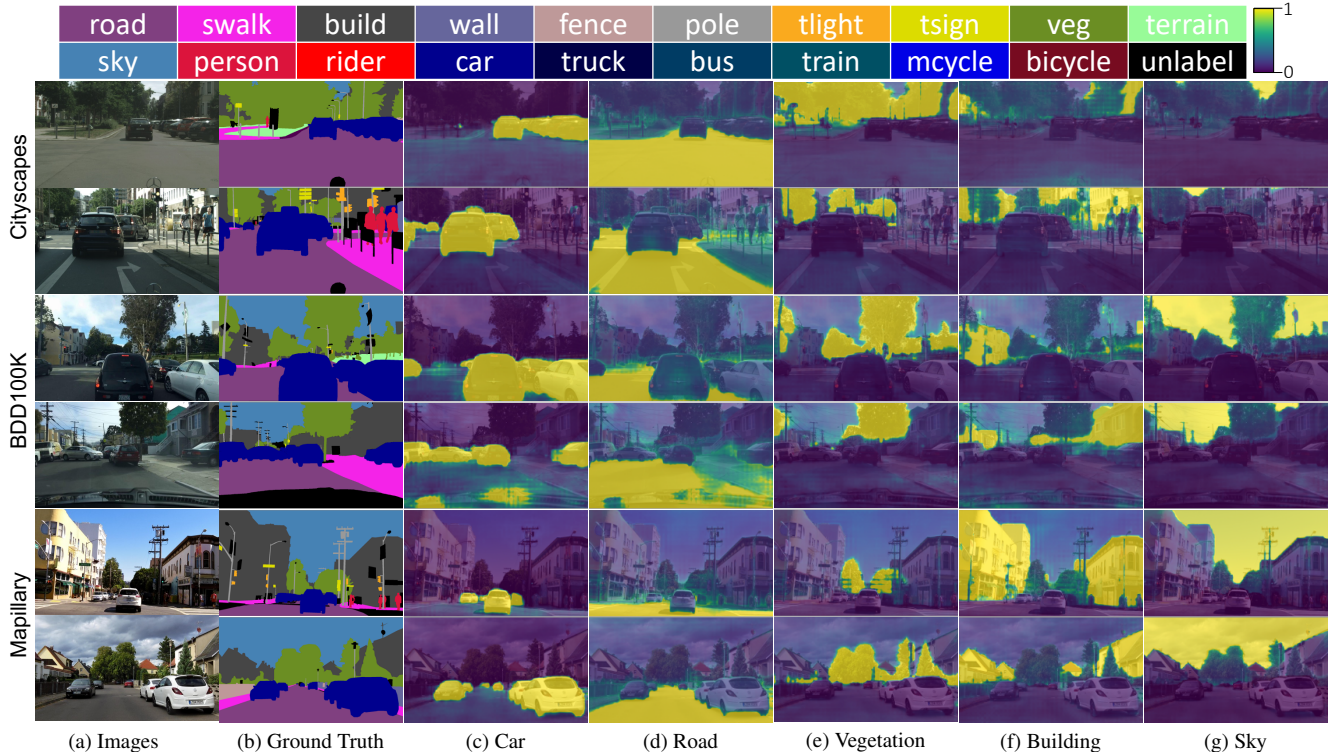 road swalk build wall fence pole tlight tsign veg terrain
sky person rider car truck bus train mcycle bicycle unlabel
1
0
Cityscapes
BDD100K
Mapillary
(a) Images (b) Ground Truth (c) Car (d) Road (e) Vegetation (f) Building (g) Sky